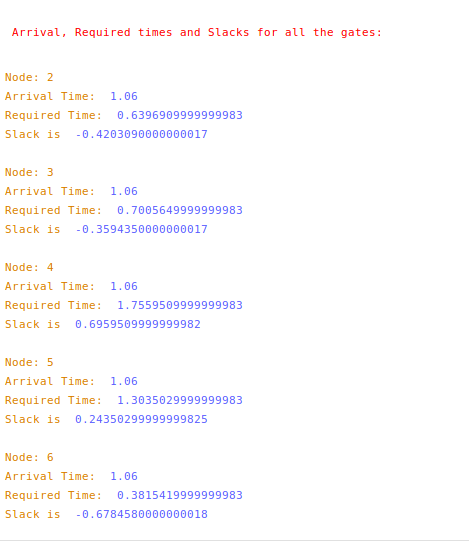 Arrival, Required times and Slacks for all the gates:
Node: 2
Arrival Time: 1.06
Required Time: 0.6396909999999983
Slack is -0.4203090000000017
Node: 3
Arrival Time: 1.06
Required Time: 0.7005649999999983
Slack is -0.3594350000000017
Node: 4
Arrival Time: 1.06
Required Time: 1.7559509999999983
Slack is 0.6959509999999982
Node: 5
Arrival Time: 1.06
Required Time: 1.3035029999999983
Slack is 0.24350299999999825
Node: 6
Arrival Time: 1.06
Required Time: 0.3815419999999983
Slack is -0.6784580000000018